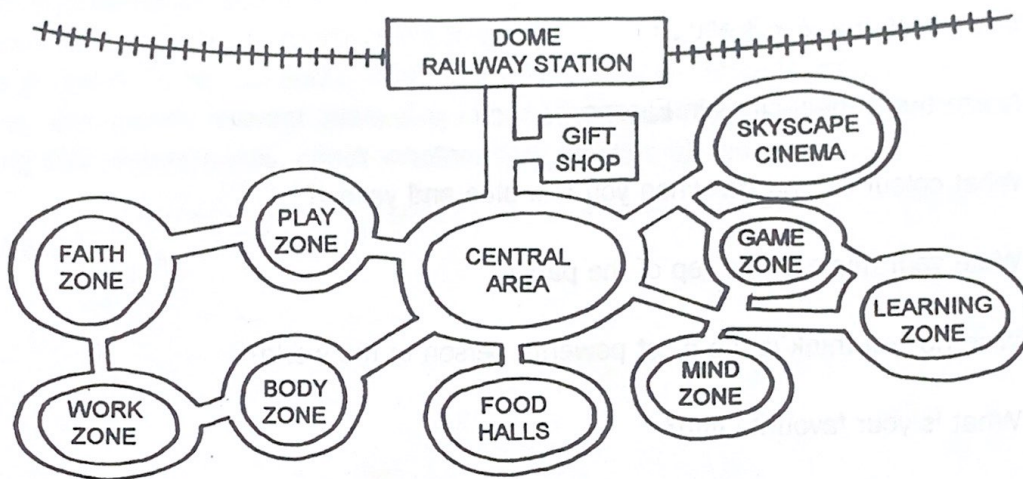 DOME
RAILWAY STATION
GIFT
SHOP
SKYSCAPE
CINEMA
PLAY
ZONE
FAITH
ZONE
CENTRAL
AREA
GAME
ZONE
LEARNING
ZONE
WORK
ZONE
BODY
ZONE
FOOD
HALLS
MIND
ZONE